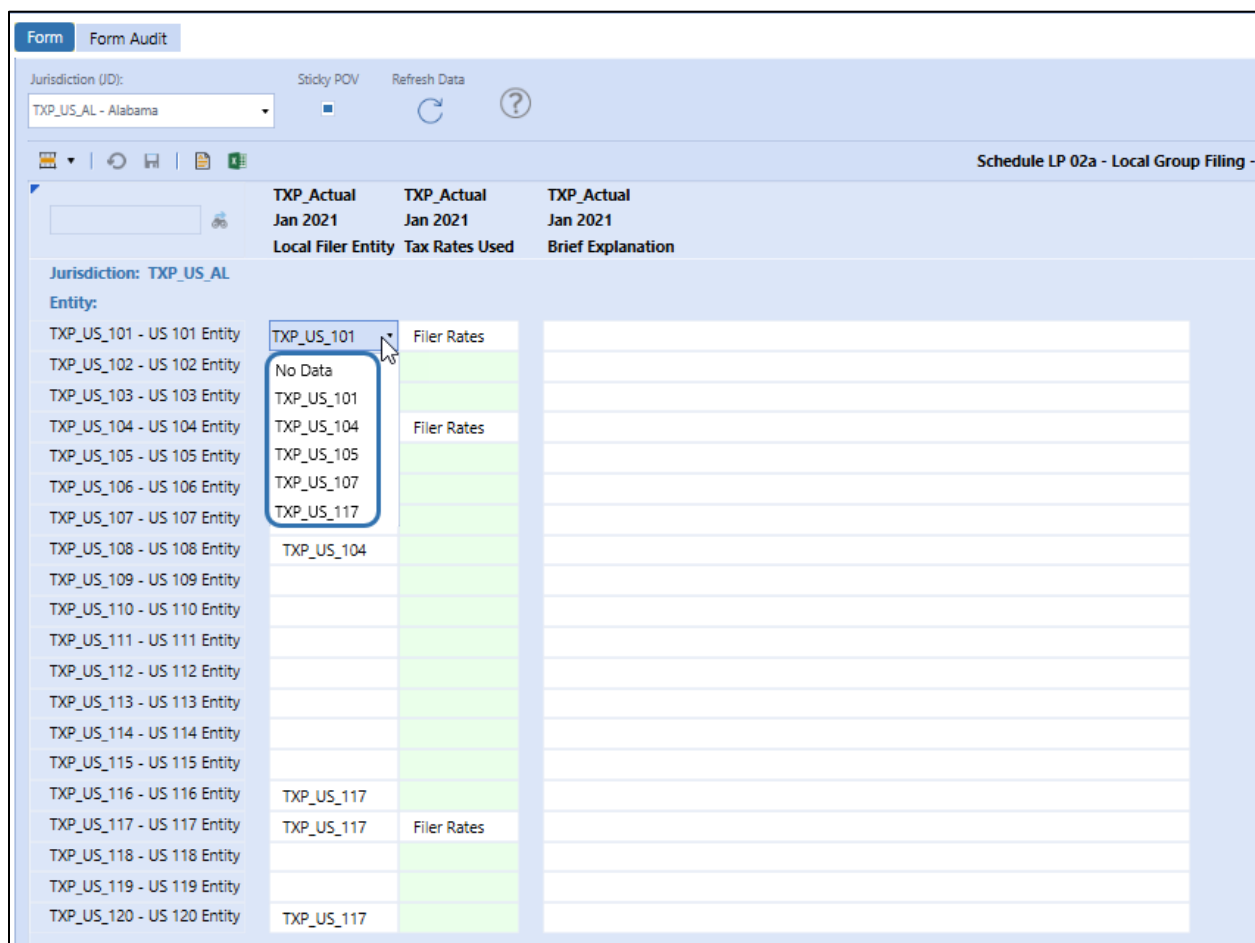 Form Form Audit
Jurisdiction (JD): Sticky POV Refresh Data
TXP_US_AL - Alabama
?
Schedule LP 02a - Local Group Filing -
TXP_Actual TXP_Actual TXP_Actual
Jan 2021 Jan 2021 Jan 2021
Local Filer Entity Tax Rates Used Brief Explanation
Jurisdiction: TXP_US_AL
Entity:
TXP_US_101 - US 101 Entity TXP_US_101 Filer Rates
TXP_US_102 - US 102 Entity No Data
TXP_US_103 - US 103 Entity TXP_US_101
TXP_US_104 - US 104 Entity TXP_US_104 Filer Rates
TXP_US_105 - US 105 Entity TXP_US_105
TXP_US_106 - US 106 Entity TXP_US_107
TXP_US_107 - US 107 Entity TXP_US_117
TXP_US_108 - US 108 Entity TXP_US_104
TXP_US_109 - US 109 Entity
TXP_US_110 - US 110 Entity
TXP_US_111 - US 111 Entity
TXP_US_112 - US 112 Entity
TXP_US_113 - US 113 Entity
TXP_US_114 - US 114 Entity
TXP_US_115 - US 115 Entity
TXP_US_116 - US 116 Entity TXP_US_117
TXP_US_117 - US 117 Entity TXP_US_117 Filer Rates
TXP_US_118 - US 118 Entity
TXP_US_119 - US 119 Entity
TXP_US_120 - US 120 Entity TXP_US_117